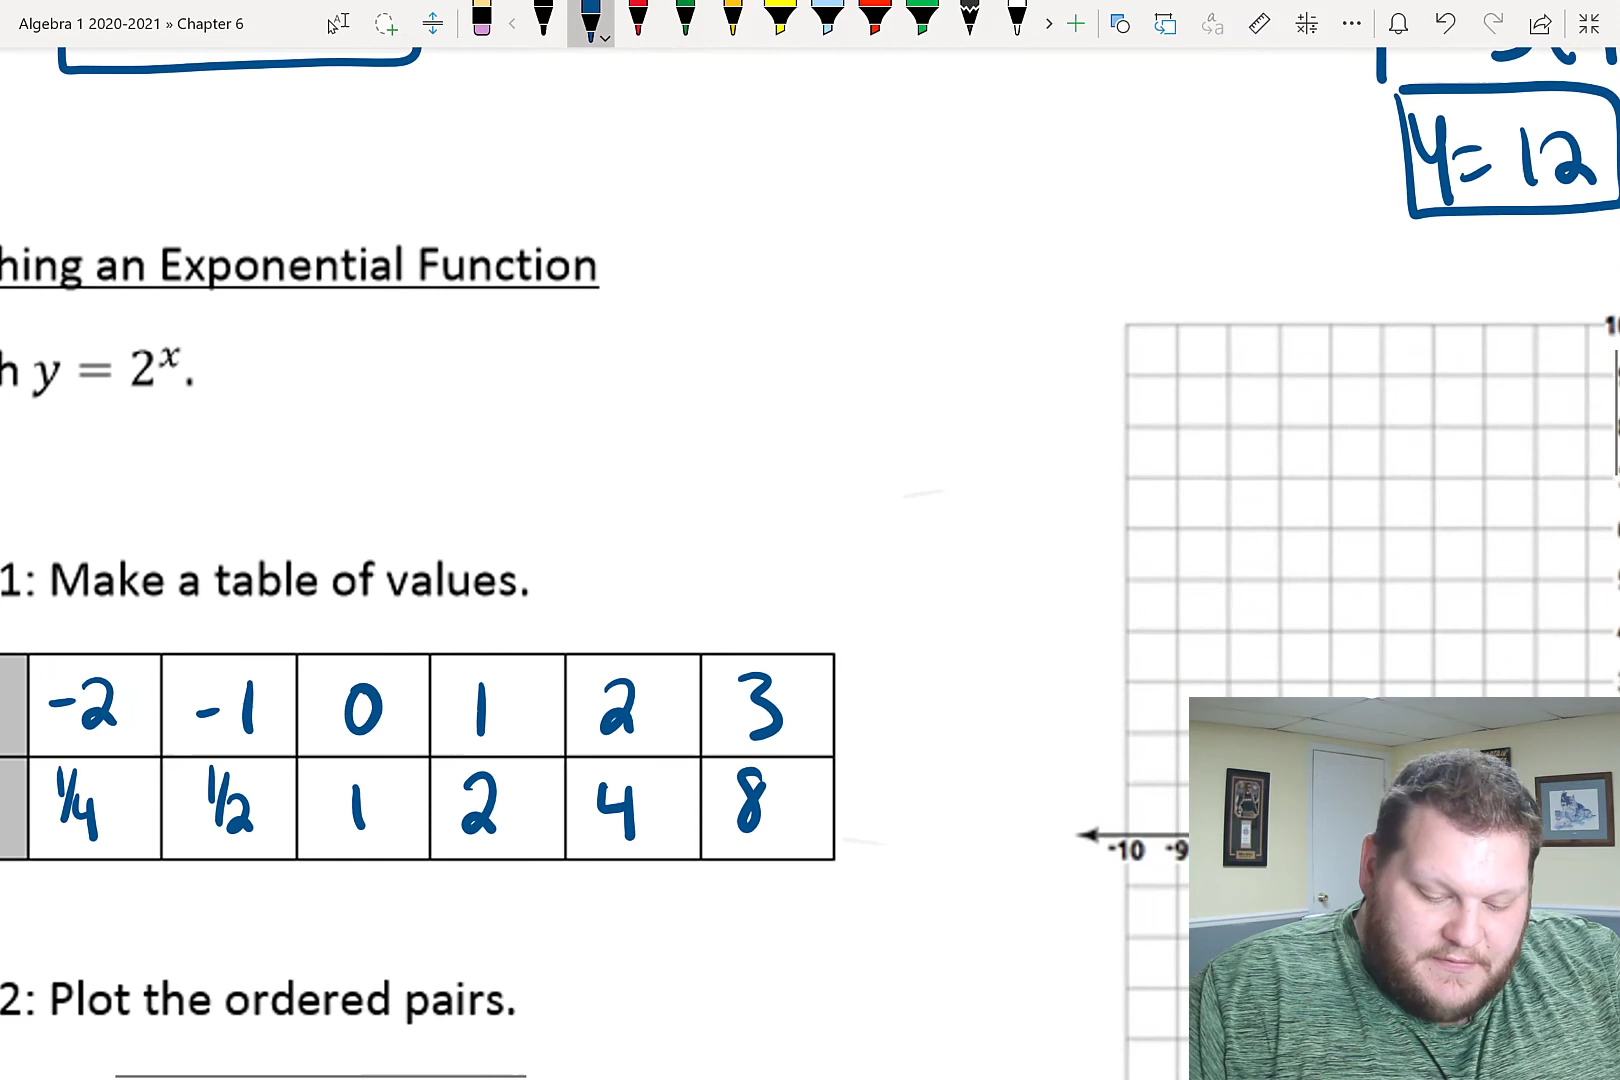 Algebra 1 2020-2021 » Chapter 6
y = 12
hing an Exponential Function
h y = 2ˣ.
1: Make a table of values.
-2 -1 0 1 2 3
1/4 1/2 1 2 4 8
-10 -9
2: Plot the ordered pairs.